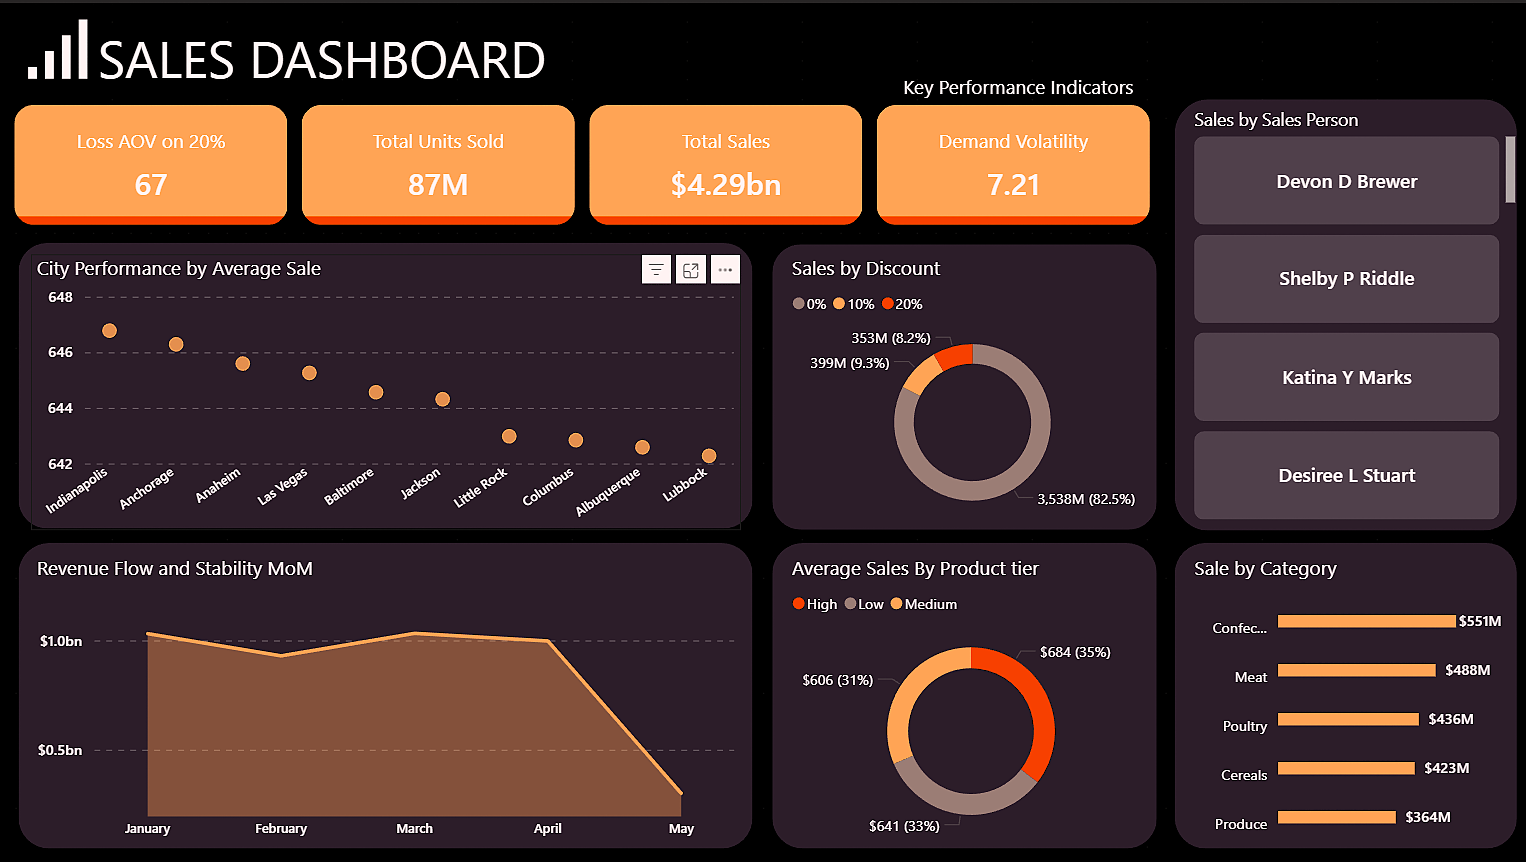 SALES DASHBOARD
Key Performance Indicators
Loss AOV on 20%
67
Total Units Sold
87M
Total Sales
$4.29bn
Demand Volatility
7.21
Sales by Sales Person
Devon D Brewer
Shelby P Riddle
Katina Y Marks
Desiree L Stuart
City Performance by Average Sale
648
646
644
642
Indianapolis
Anchorage
Anaheim
Las Vegas
Baltimore
Jackson
Little Rock
Columbus
Albuquerque
Lubbock
Sales by Discount
0% 10% 20%
353M (8.2%)
399M (9.3%)
3,538M (82.5%)
Revenue Flow and Stability MoM
$1.0bn
$0.5bn
January February March April May
Average Sales By Product tier
High Low Medium
$684 (35%)
$606 (31%)
$641 (33%)
Sale by Category
Confec... $551M
Meat $488M
Poultry $436M
Cereals $423M
Produce $364M